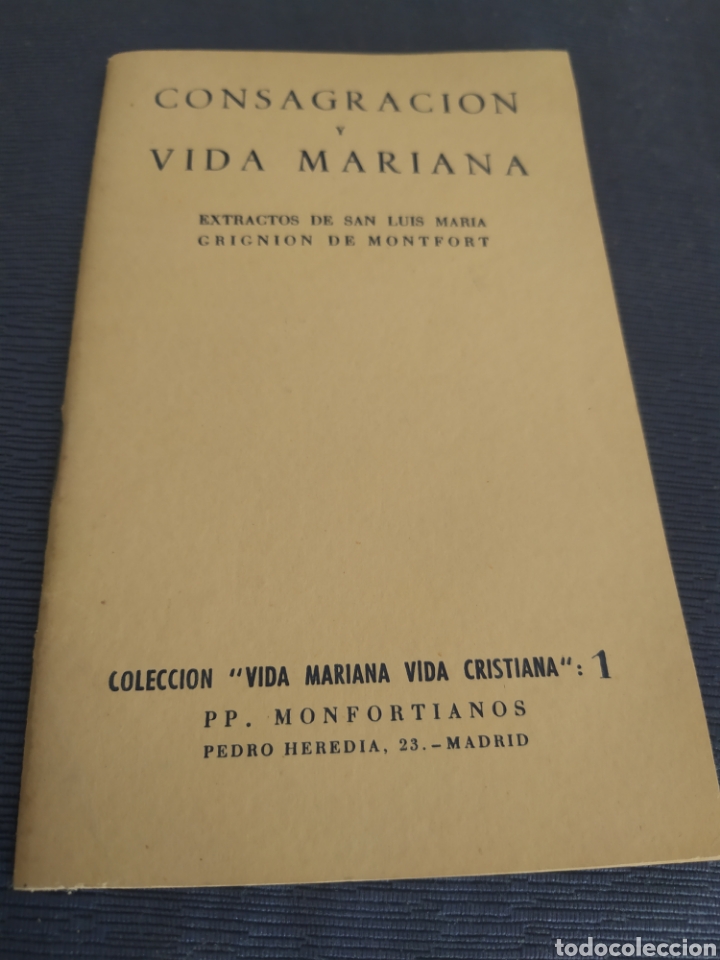 CONSAGRACION
Y
VIDA MARIANA
EXTRACTOS DE SAN LUIS MARIA
GRIGNION DE MONTFORT
COLECCION "VIDA MARIANA VIDA CRISTIANA": 1
PP. MONFORTIANOS
PEDRO HEREDIA, 23.-MADRID
todocoleccion